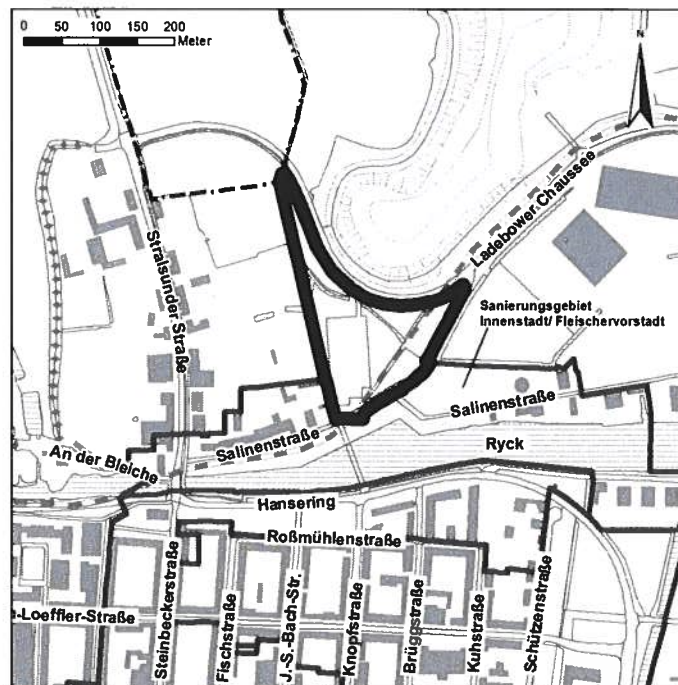 0 50 100 150 200
Meter
N
Ladebower Chaussee
Stralsunder Straße
Sanierungsgebiet
Innenstadt/ Fleischervorstadt
Salinenstraße
Salinenstraße
An der Bleiche
Ryck
Hansering
Roßmühlenstraße
-Loeffler-Straße
Steinbeckerstraße
Fischstraße
J.-S.-Bach-Str.
Knopfstraße
Brüggstraße
Kuhstraße
Schützenstraße